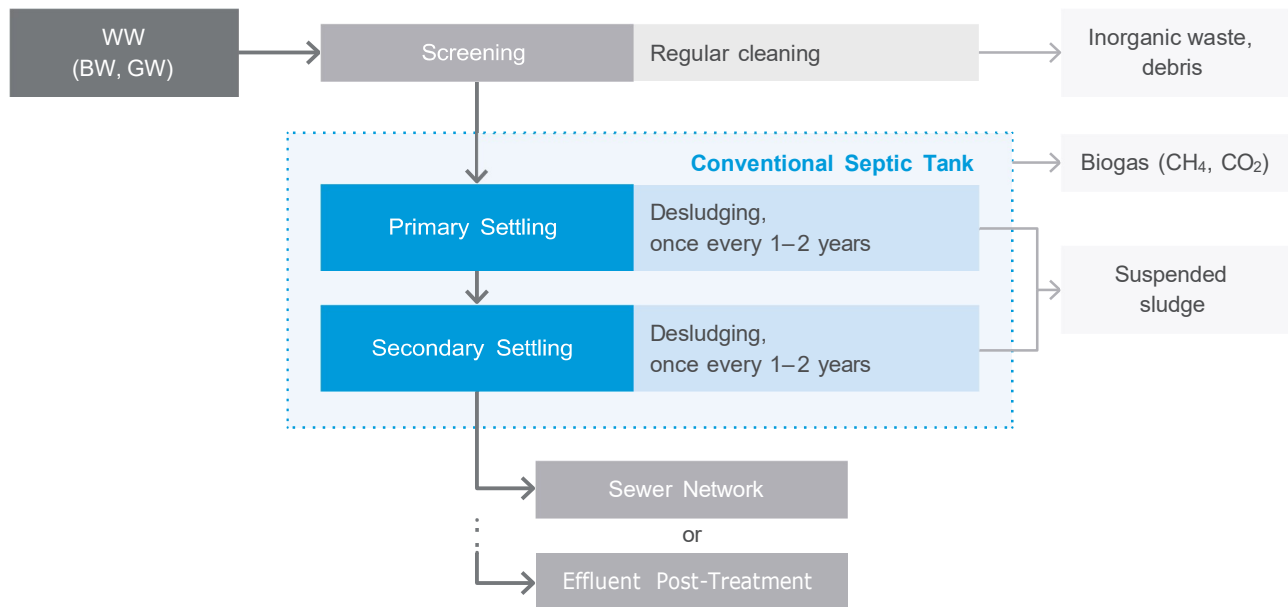 WW
(BW, GW)
Screening
Regular cleaning
Inorganic waste,
debris
Conventional Septic Tank
Biogas (CH₄, CO₂)
Primary Settling
Desludging,
once every 1–2 years
Suspended
sludge
Secondary Settling
Desludging,
once every 1–2 years
Sewer Network
or
Effluent Post-Treatment